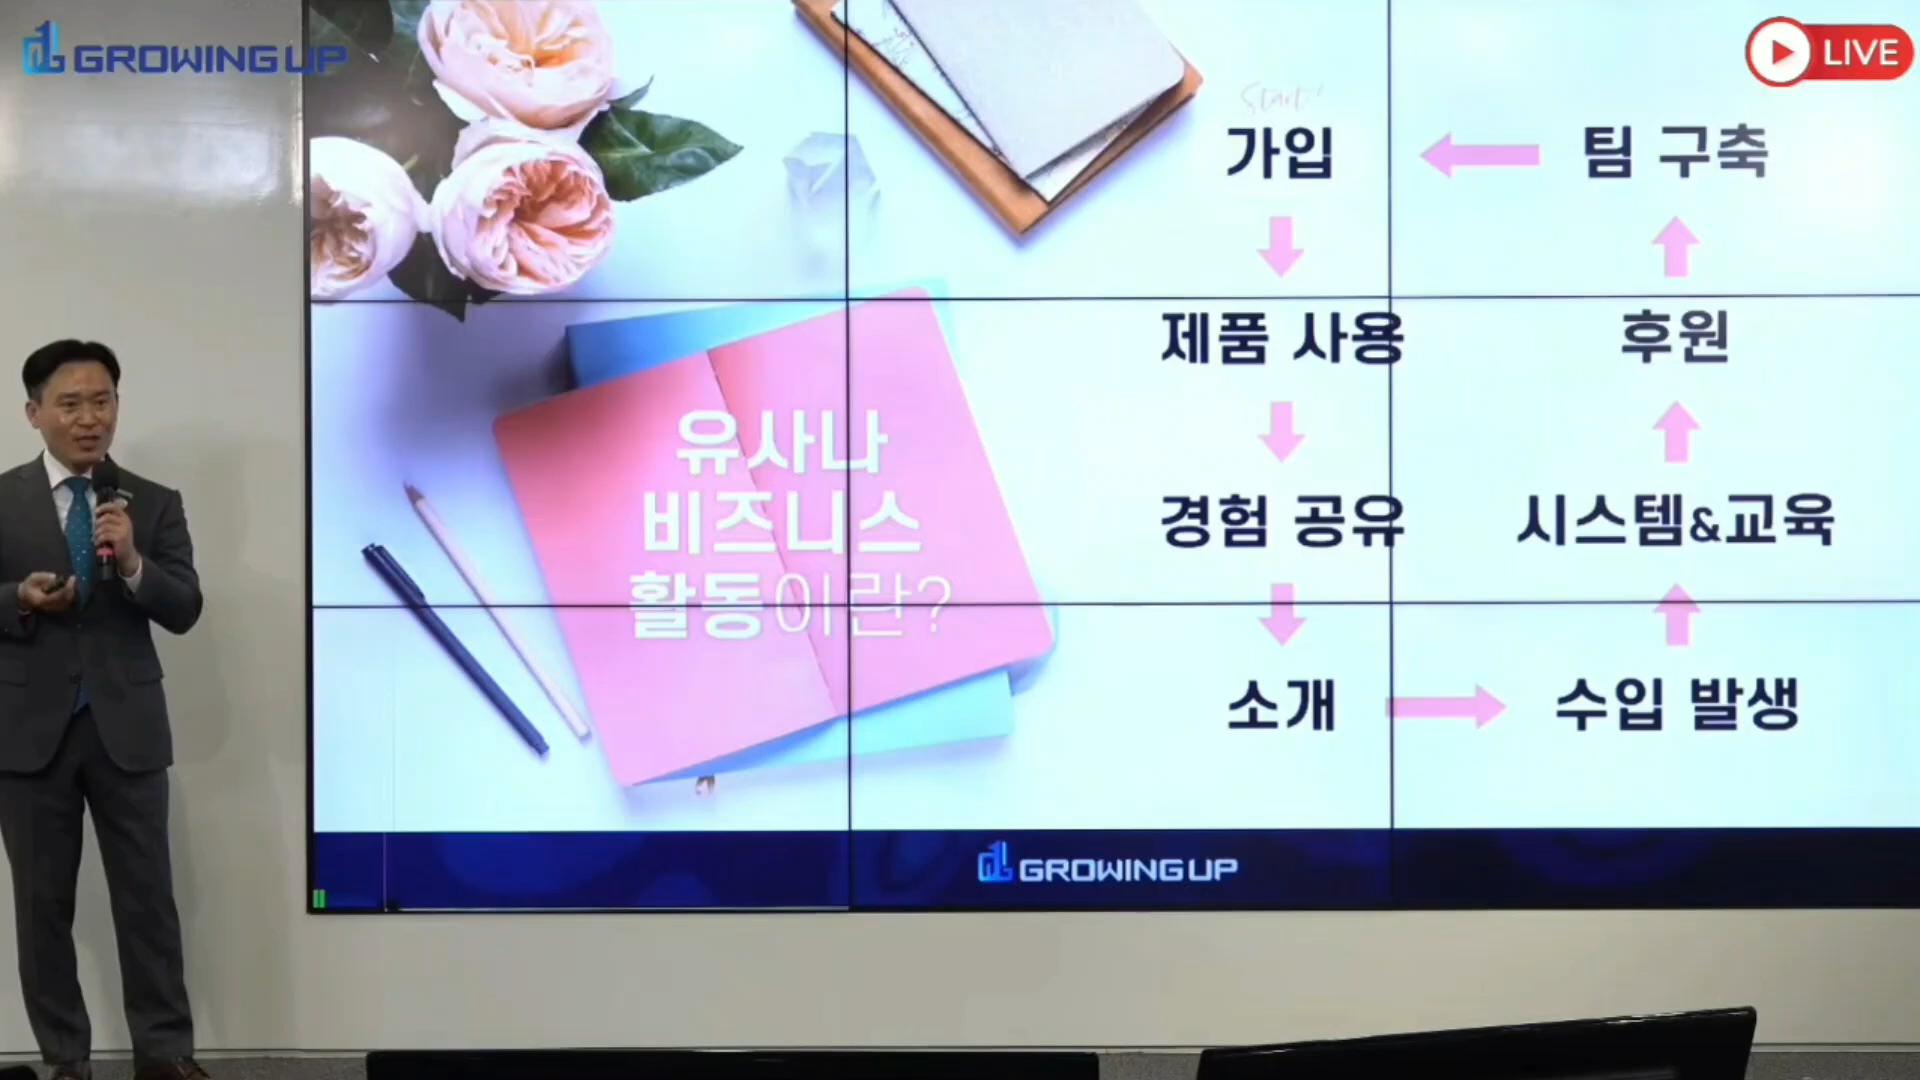 GROWING UP
LIVE
Start!
가입
팀 구축
제품 사용
후원
유사나
비즈니스
활동이란?
경험 공유
시스템&교육
소개
수입 발생
GROWING UP